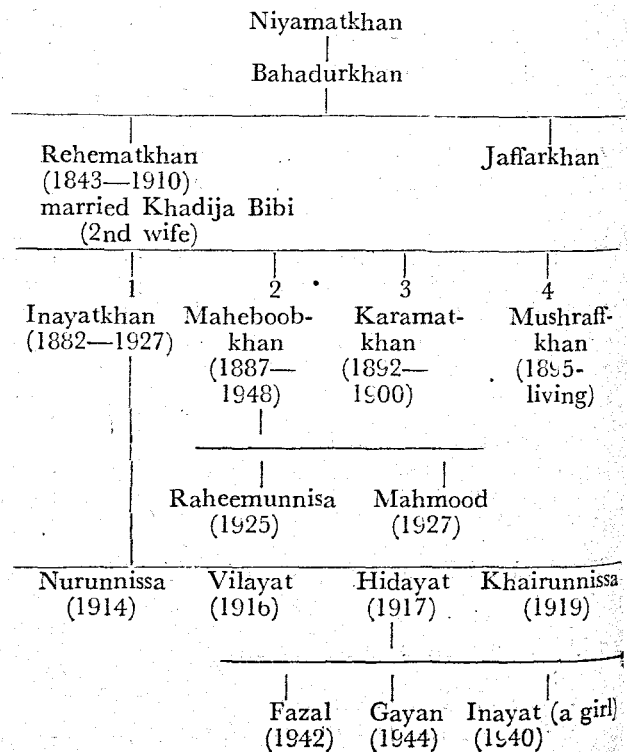 Niyamatkhan
Bahadurkhan
Rehematkhan Jaffarkhan
(1843—1910)
married Khadija Bibi
(2nd wife)
1 2 3 4
Inayatkhan Maheboob- Karamat- Mushraff-
(1882—1927) khan khan khan
(1887— (1892— (1895-
1948) 1900) living)
Raheemunnisa Mahmood
(1925) (1927)
Nurunnissa Vilayat Hidayat Khairunnissa
(1914) (1916) (1917) (1919)
Fazal Gayan Inayat (a girl)
(1942) (1944) (1940)